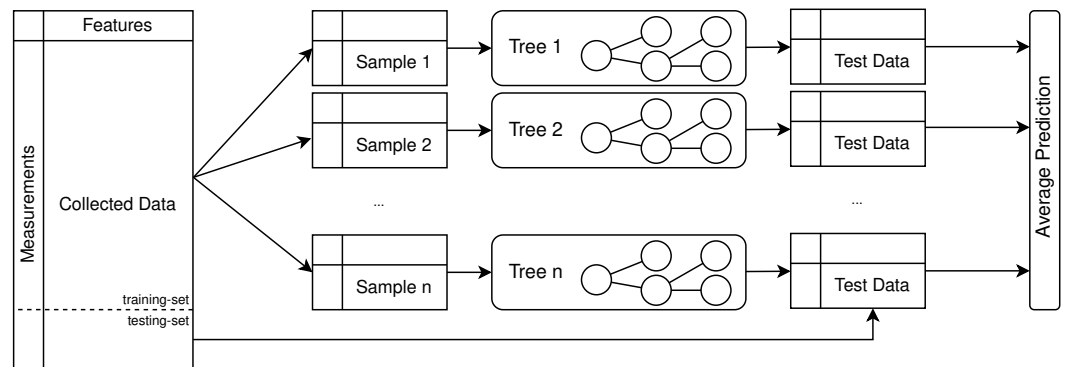 Features
Measurements
Collected Data
training-set
testing-set
Sample 1
Tree 1
Test Data
Sample 2
Tree 2
Test Data
...
...
Sample n
Tree n
Test Data
Average Prediction